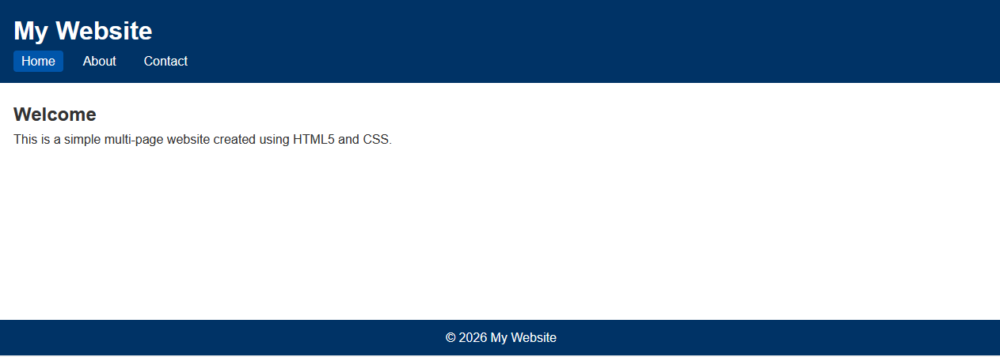 My Website
Home About Contact
Welcome
This is a simple multi-page website created using HTML5 and CSS.
© 2026 My Website